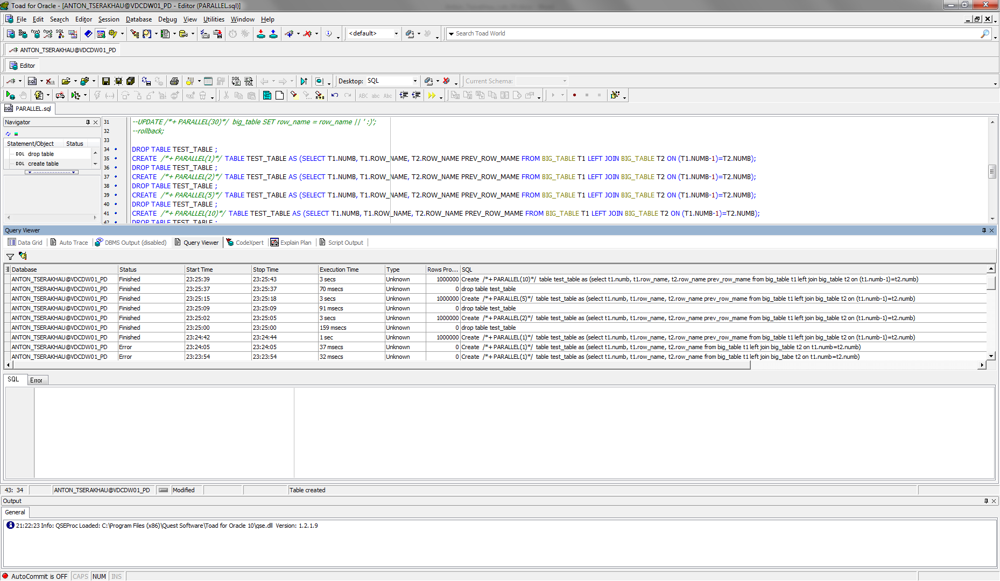 Toad for Oracle - [ANTON_TSERAKHAU@VDCDW01_PD - Editor (PARALLEL.sql)]
File Edit Search Editor Session Database Debug View Utilities Window Help
<default> Search Toad World
ANTON_TSERAKHAU@VDCDW01_PD
Editor
Desktop: SQL Current Schema:
PARALLEL.sql
Navigator
Statement/Object Status
DDL drop table
DDL create table
31 --UPDATE /*+ PARALLEL(30)*/ big_table SET row_name = row_name || ' :)';
32 --rollback;
33
34 DROP TABLE TEST_TABLE ;
35 CREATE /*+ PARALLEL(1)*/ TABLE TEST_TABLE AS (SELECT T1.NUMB, T1.ROW_NAME, T2.ROW_NAME PREV_ROW_MAME FROM BIG_TABLE T1 LEFT JOIN BIG_TABLE T2 ON (T1.NUMB-1)=T2.NUMB);
36 DROP TABLE TEST_TABLE ;
37 CREATE /*+ PARALLEL(2)*/ TABLE TEST_TABLE AS (SELECT T1.NUMB, T1.ROW_NAME, T2.ROW_NAME PREV_ROW_MAME FROM BIG_TABLE T1 LEFT JOIN BIG_TABLE T2 ON (T1.NUMB-1)=T2.NUMB);
38 DROP TABLE TEST_TABLE ;
39 CREATE /*+ PARALLEL(5)*/ TABLE TEST_TABLE AS (SELECT T1.NUMB, T1.ROW_NAME, T2.ROW_NAME PREV_ROW_MAME FROM BIG_TABLE T1 LEFT JOIN BIG_TABLE T2 ON (T1.NUMB-1)=T2.NUMB);
40 DROP TABLE TEST_TABLE ;
41 CREATE /*+ PARALLEL(10)*/ TABLE TEST_TABLE AS (SELECT T1.NUMB, T1.ROW_NAME, T2.ROW_NAME PREV_ROW_MAME FROM BIG_TABLE T1 LEFT JOIN BIG_TABLE T2 ON (T1.NUMB-1)=T2.NUMB);
42 DROP TABLE TEST_TABLE ;
Query Viewer
Data Grid Auto Trace DBMS Output (disabled) Query Viewer CodeXpert Explain Plan Script Output
Database Status Start Time Stop Time Execution Time Type Rows Pro... SQL
ANTON_TSERAKHAU@VDCDW01_PD Finished 23:25:39 23:25:43 3 secs Unknown 1000000 Create /*+ PARALLEL(10)*/ table test_table as (select t1.numb, t1.row_name, t2.row_name prev_row_mame from big_table t1 left join big_table t2 on (t1.numb-1)=t2.numb)
ANTON_TSERAKHAU@VDCDW01_PD Finished 23:25:37 23:25:37 70 msecs Unknown 0 drop table test_table
ANTON_TSERAKHAU@VDCDW01_PD Finished 23:25:15 23:25:18 3 secs Unknown 1000000 Create /*+ PARALLEL(5)*/ table test_table as (select t1.numb, t1.row_name, t2.row_name prev_row_mame from big_table t1 left join big_table t2 on (t1.numb-1)=t2.numb)
ANTON_TSERAKHAU@VDCDW01_PD Finished 23:25:09 23:25:09 91 msecs Unknown 0 drop table test_table
ANTON_TSERAKHAU@VDCDW01_PD Finished 23:25:02 23:25:05 3 secs Unknown 1000000 Create /*+ PARALLEL(2)*/ table test_table as (select t1.numb, t1.row_name, t2.row_name prev_row_mame from big_table t1 left join big_table t2 on (t1.numb-1)=t2.numb)
ANTON_TSERAKHAU@VDCDW01_PD Finished 23:25:00 23:25:00 159 msecs Unknown 0 drop table test_table
ANTON_TSERAKHAU@VDCDW01_PD Finished 23:24:42 23:24:44 1 sec Unknown 1000000 Create /*+ PARALLEL(1)*/ table test_table as (select t1.numb, t1.row_name, t2.row_name prev_row_mame from big_table t1 left join big_table t2 on (t1.numb-1)=t2.numb)
ANTON_TSERAKHAU@VDCDW01_PD Error 23:24:05 23:24:05 37 msecs Unknown 0 Create /*+ PARALLEL(1)*/ table test_table as (select t1.numb, t1.row_name, t2.row_name from big_table t1 left join big_table t2 on t1.numb=t2.numb)
ANTON_TSERAKHAU@VDCDW01_PD Error 23:23:54 23:23:54 32 msecs Unknown 0 Create /*+ PARALLEL(1)*/ table test_table as (select t1.numb, t1.row_name, t2.row_name from big_table t1 left join big_tabe t2 on t1.numb=t2.numb)
SQL Error
43: 34 ANTON_TSERAKHAU@VDCDW01_PD Modified Table created
Output
General
21:22:23 Info: QSEProc Loaded: C:\Program Files (x86)\Quest Software\Toad for Oracle 10\qse.dll Version: 1.2.1.9
AutoCommit is OFF CAPS NUM INS